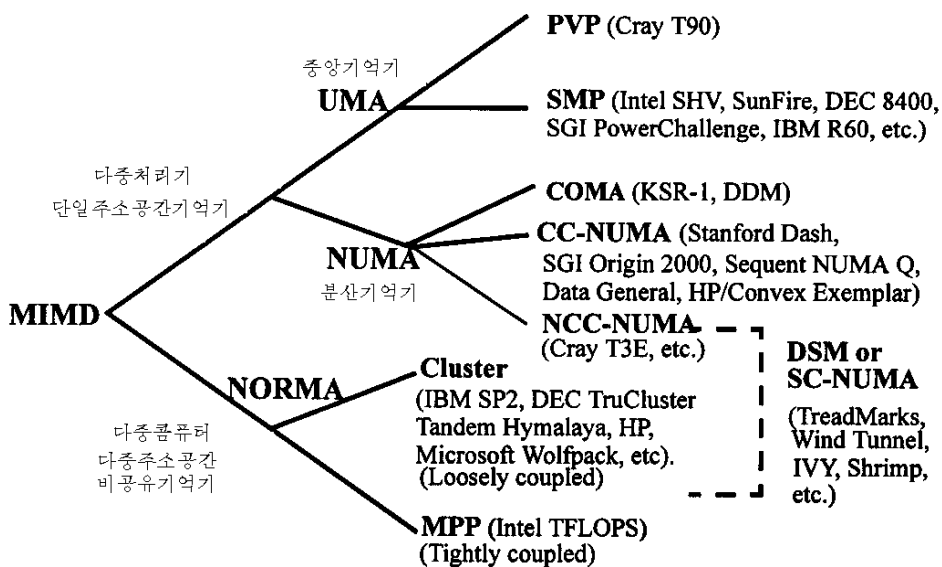 PVP (Cray T90)
중앙기억기
UMA
SMP (Intel SHV, SunFire, DEC 8400,
SGI PowerChallenge, IBM R60, etc.)
다중처리기
단일주소공간기억기
COMA (KSR-1, DDM)
CC-NUMA (Stanford Dash,
SGI Origin 2000, Sequent NUMA Q,
Data General, HP/Convex Exemplar)
NUMA
분산기억기
MIMD
NCC-NUMA
(Cray T3E, etc.)
DSM or
SC-NUMA
(TreadMarks,
Wind Tunnel,
IVY, Shrimp,
etc.)
NORMA
Cluster
(IBM SP2, DEC TruCluster
Tandem Hymalaya, HP,
Microsoft Wolfpack, etc).
(Loosely coupled)
다중콤퓨터
다중주소공간
비공유기억기
MPP (Intel TFLOPS)
(Tightly coupled)